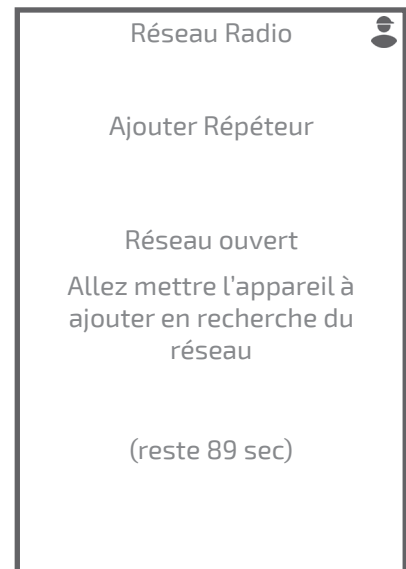 Réseau Radio
Ajouter Répéteur
Réseau ouvert
Allez mettre l'appareil à
ajouter en recherche du
réseau
(reste 89 sec)